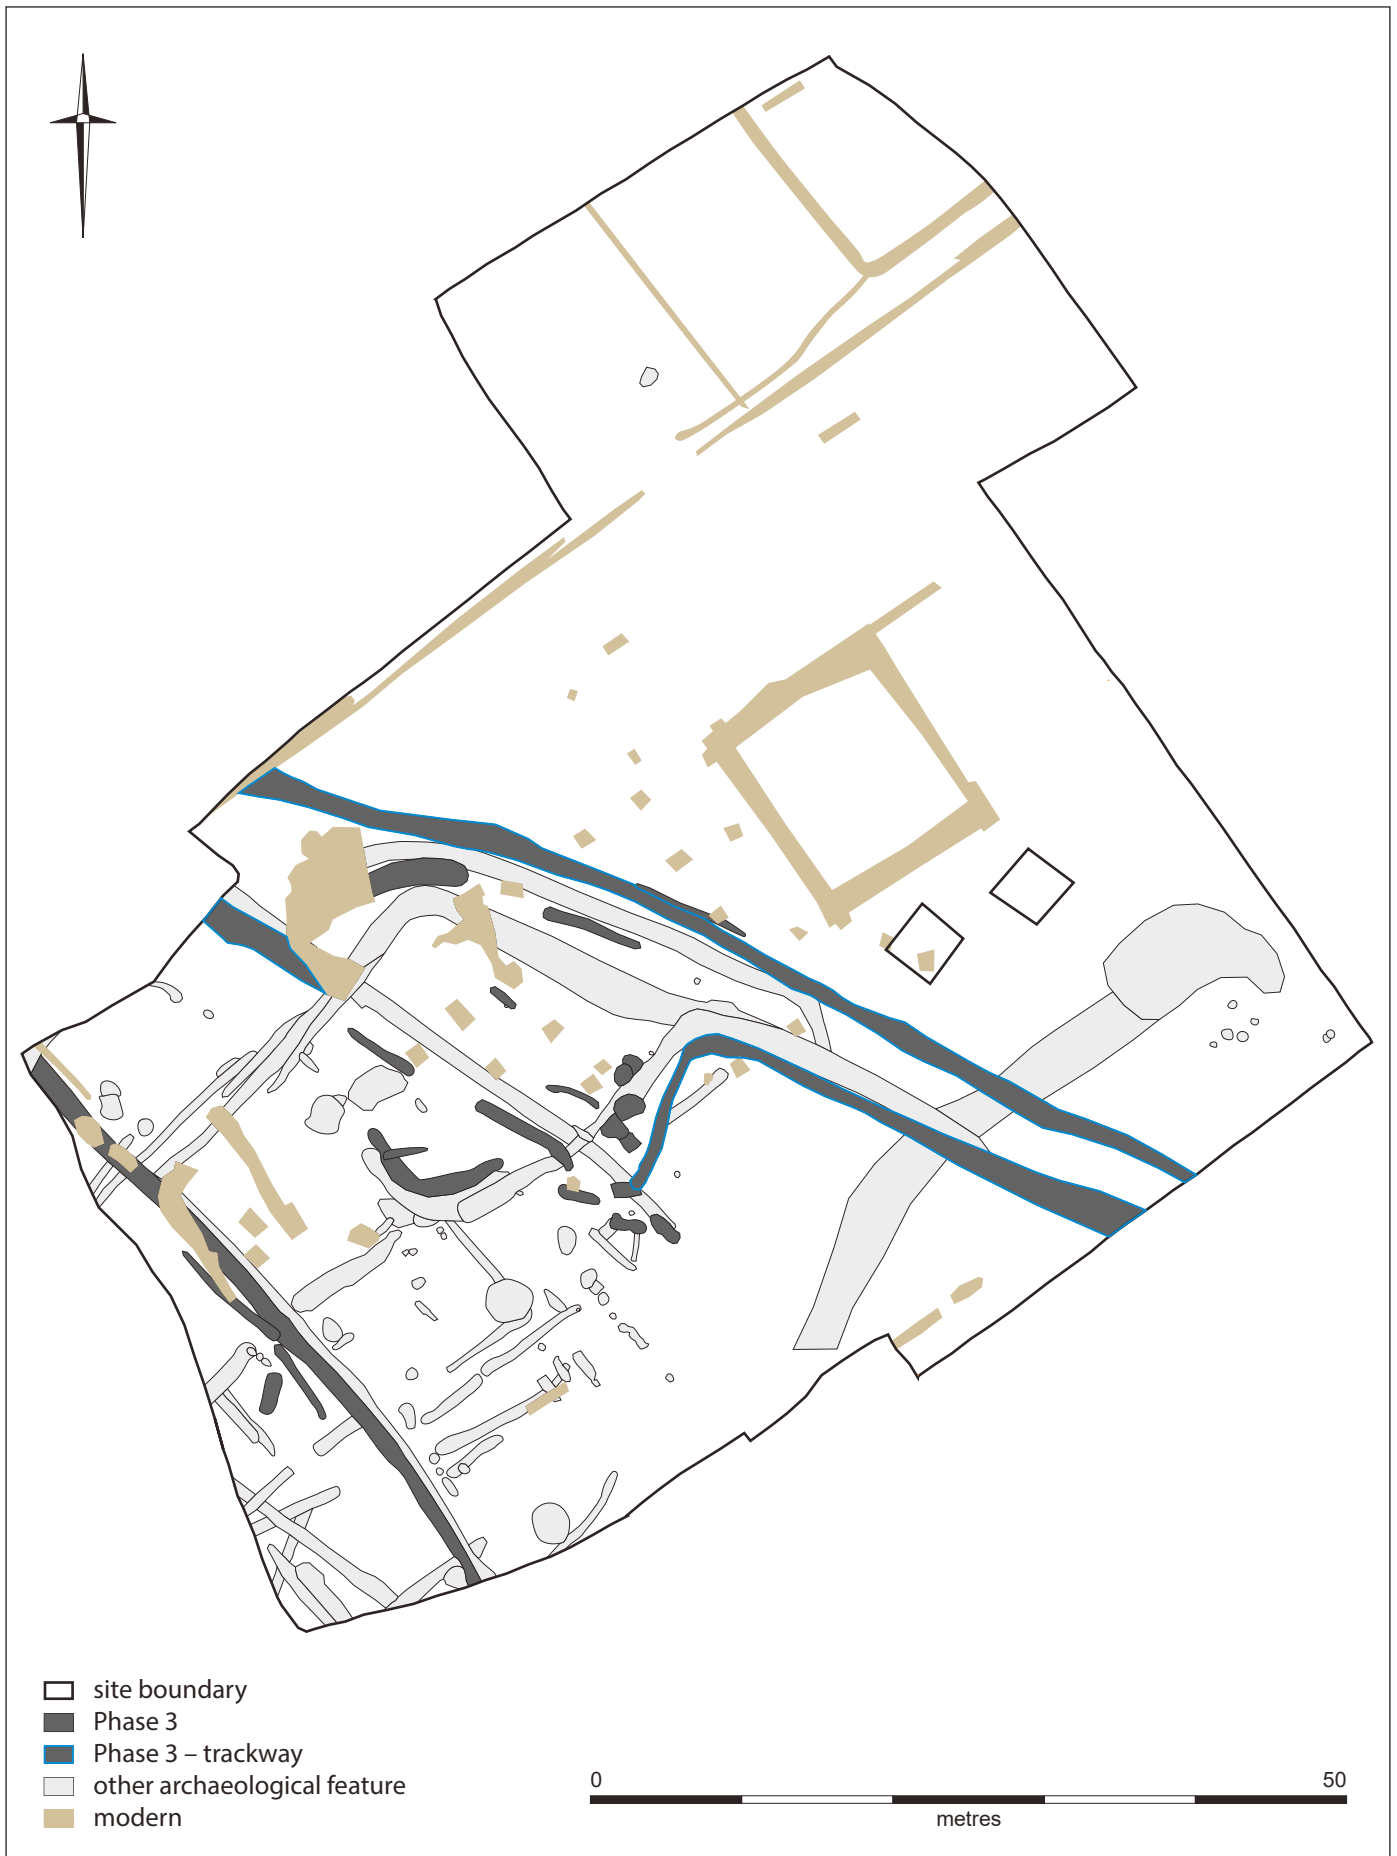 site boundary
Phase 3
Phase 3 – trackway
other archaeological feature
modern
0 50
metres